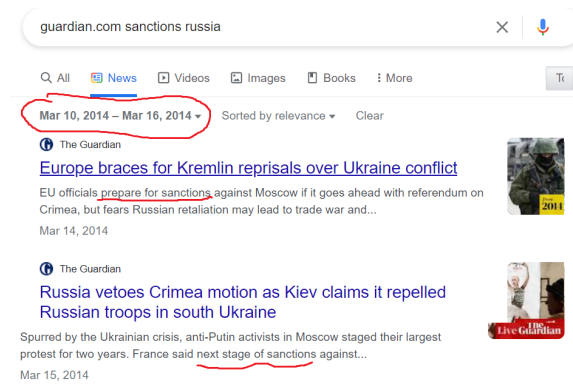 guardian.com sanctions russia
All News Videos Images Books More
Mar 10, 2014 – Mar 16, 2014 Sorted by relevance Clear
The Guardian
Europe braces for Kremlin reprisals over Ukraine conflict
EU officials prepare for sanctions against Moscow if it goes ahead with referendum on
Crimea, but fears Russian retaliation may lead to trade war and...
2014
Mar 14, 2014
The Guardian
Russia vetoes Crimea motion as Kiev claims it repelled
Russian troops in south Ukraine
The
Live Guardian
Spurred by the Ukrainian crisis, anti-Putin activists in Moscow staged their largest
protest for two years. France said next stage of sanctions against...
Mar 15, 2014